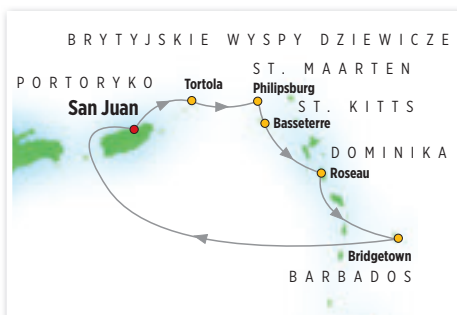 BRYTYJSKIE WYSPY DZIEWICZE
ST. MAARTEN
PORTORYKO
Tortola
Philipsburg
San Juan
ST. KITTS
Basseterre
DOMINIKA
Roseau
Bridgetown
BARBADOS